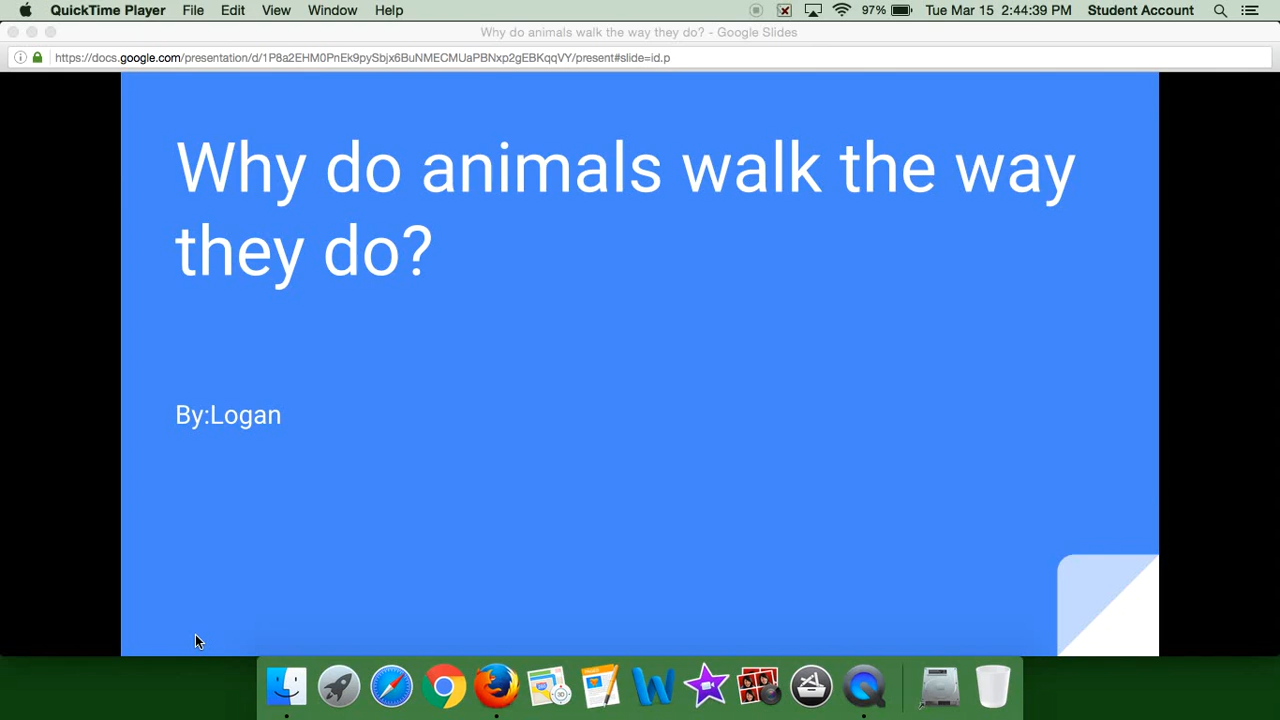 QuickTime Player File Edit View Window Help 97% Tue Mar 15 2:44:39 PM Student Account
Why do animals walk the way they do? - Google Slides
https://docs.google.com/presentation/d/1P8a2EHM0PnEk9pySbjx6BuNMECMUaPBNxp2gEBKqqVY/present#slide=id.p
Why do animals walk the way
they do?
By:Logan